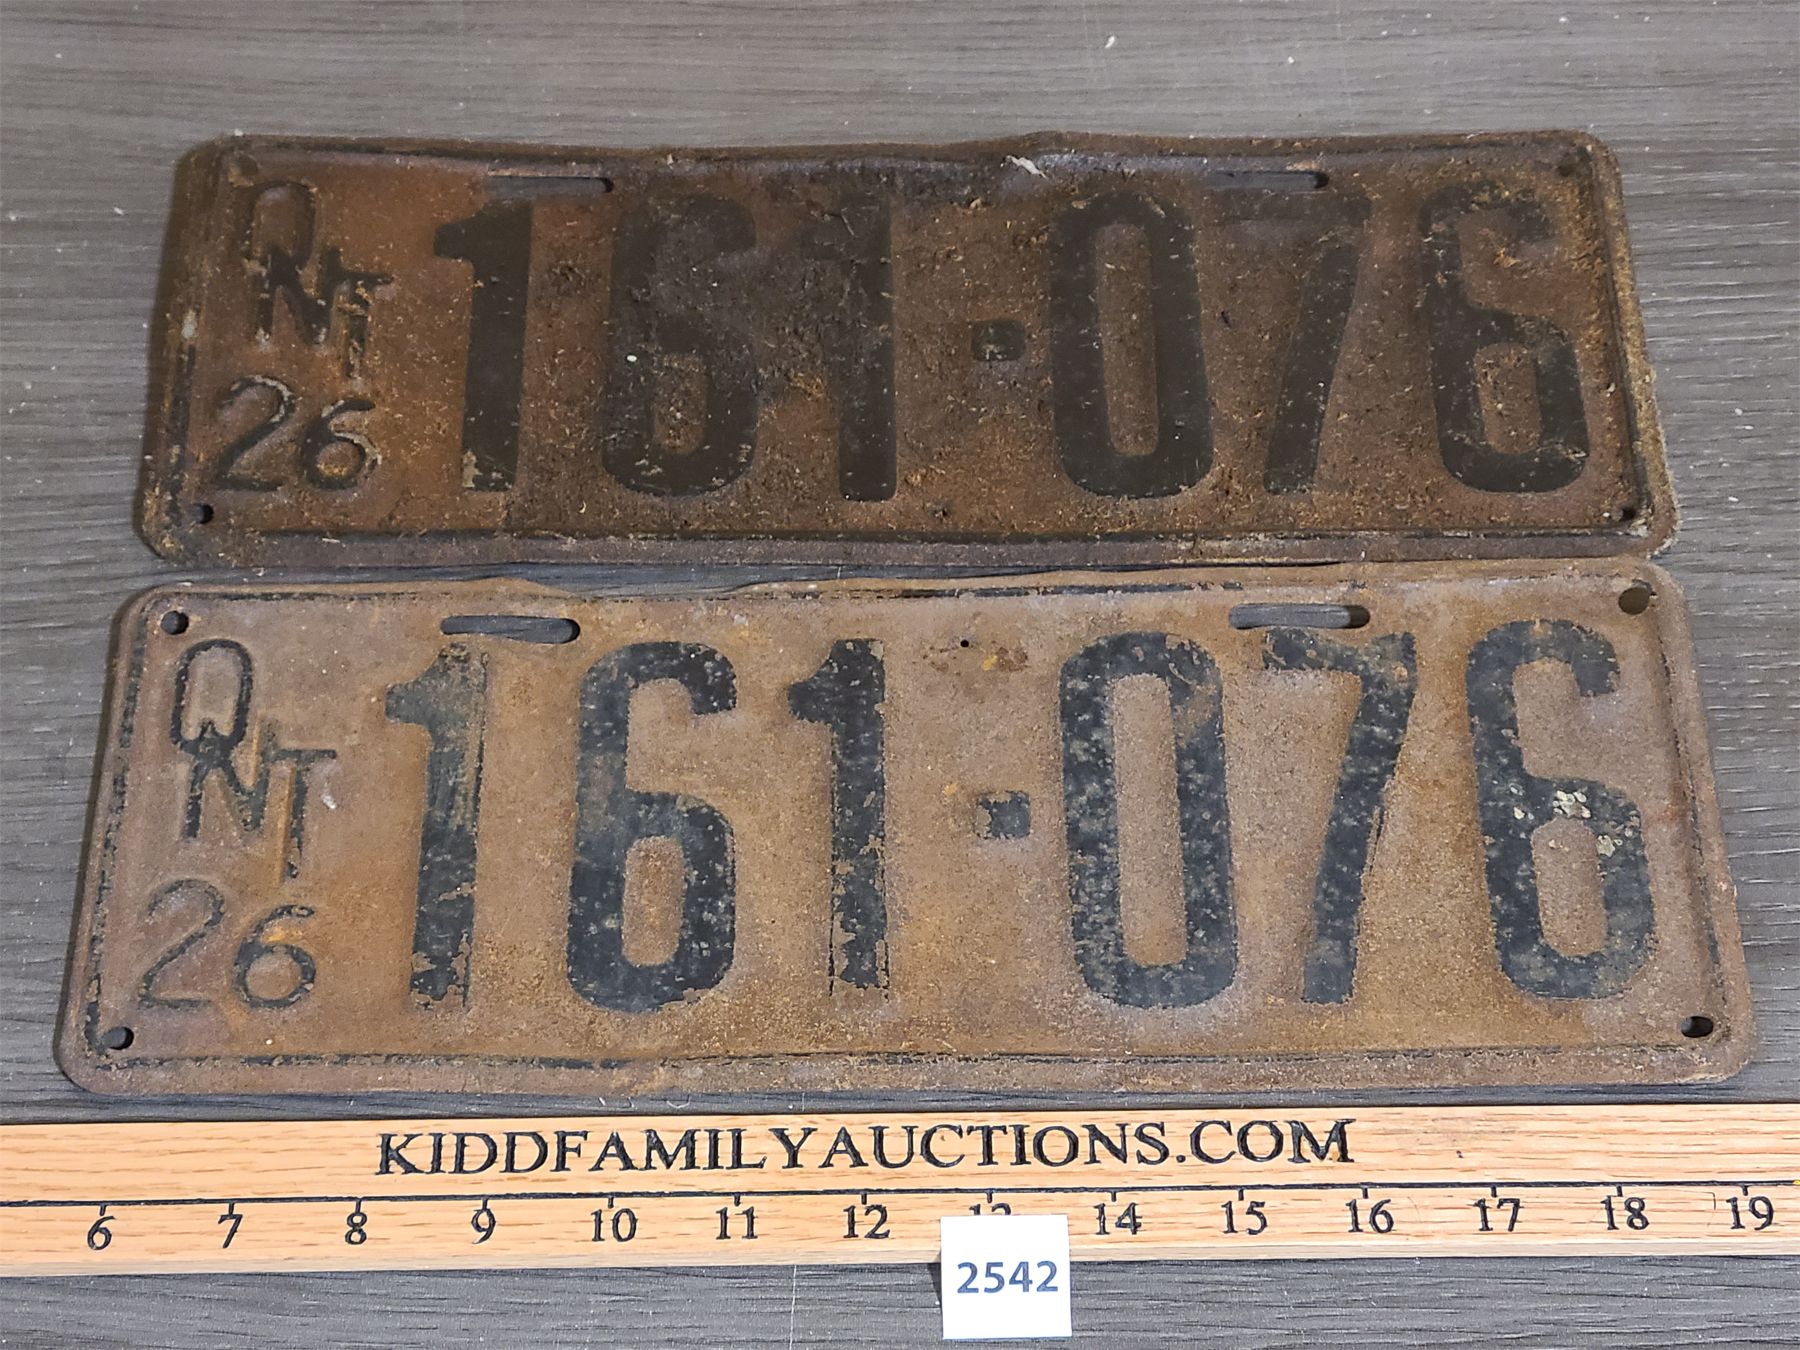 ONT 161-076
26
ONT 161-076
26
KIDDFAMILYAUCTIONS.COM
6 7 8 9 10 11 12 13 14 15 16 17 18 19
2542